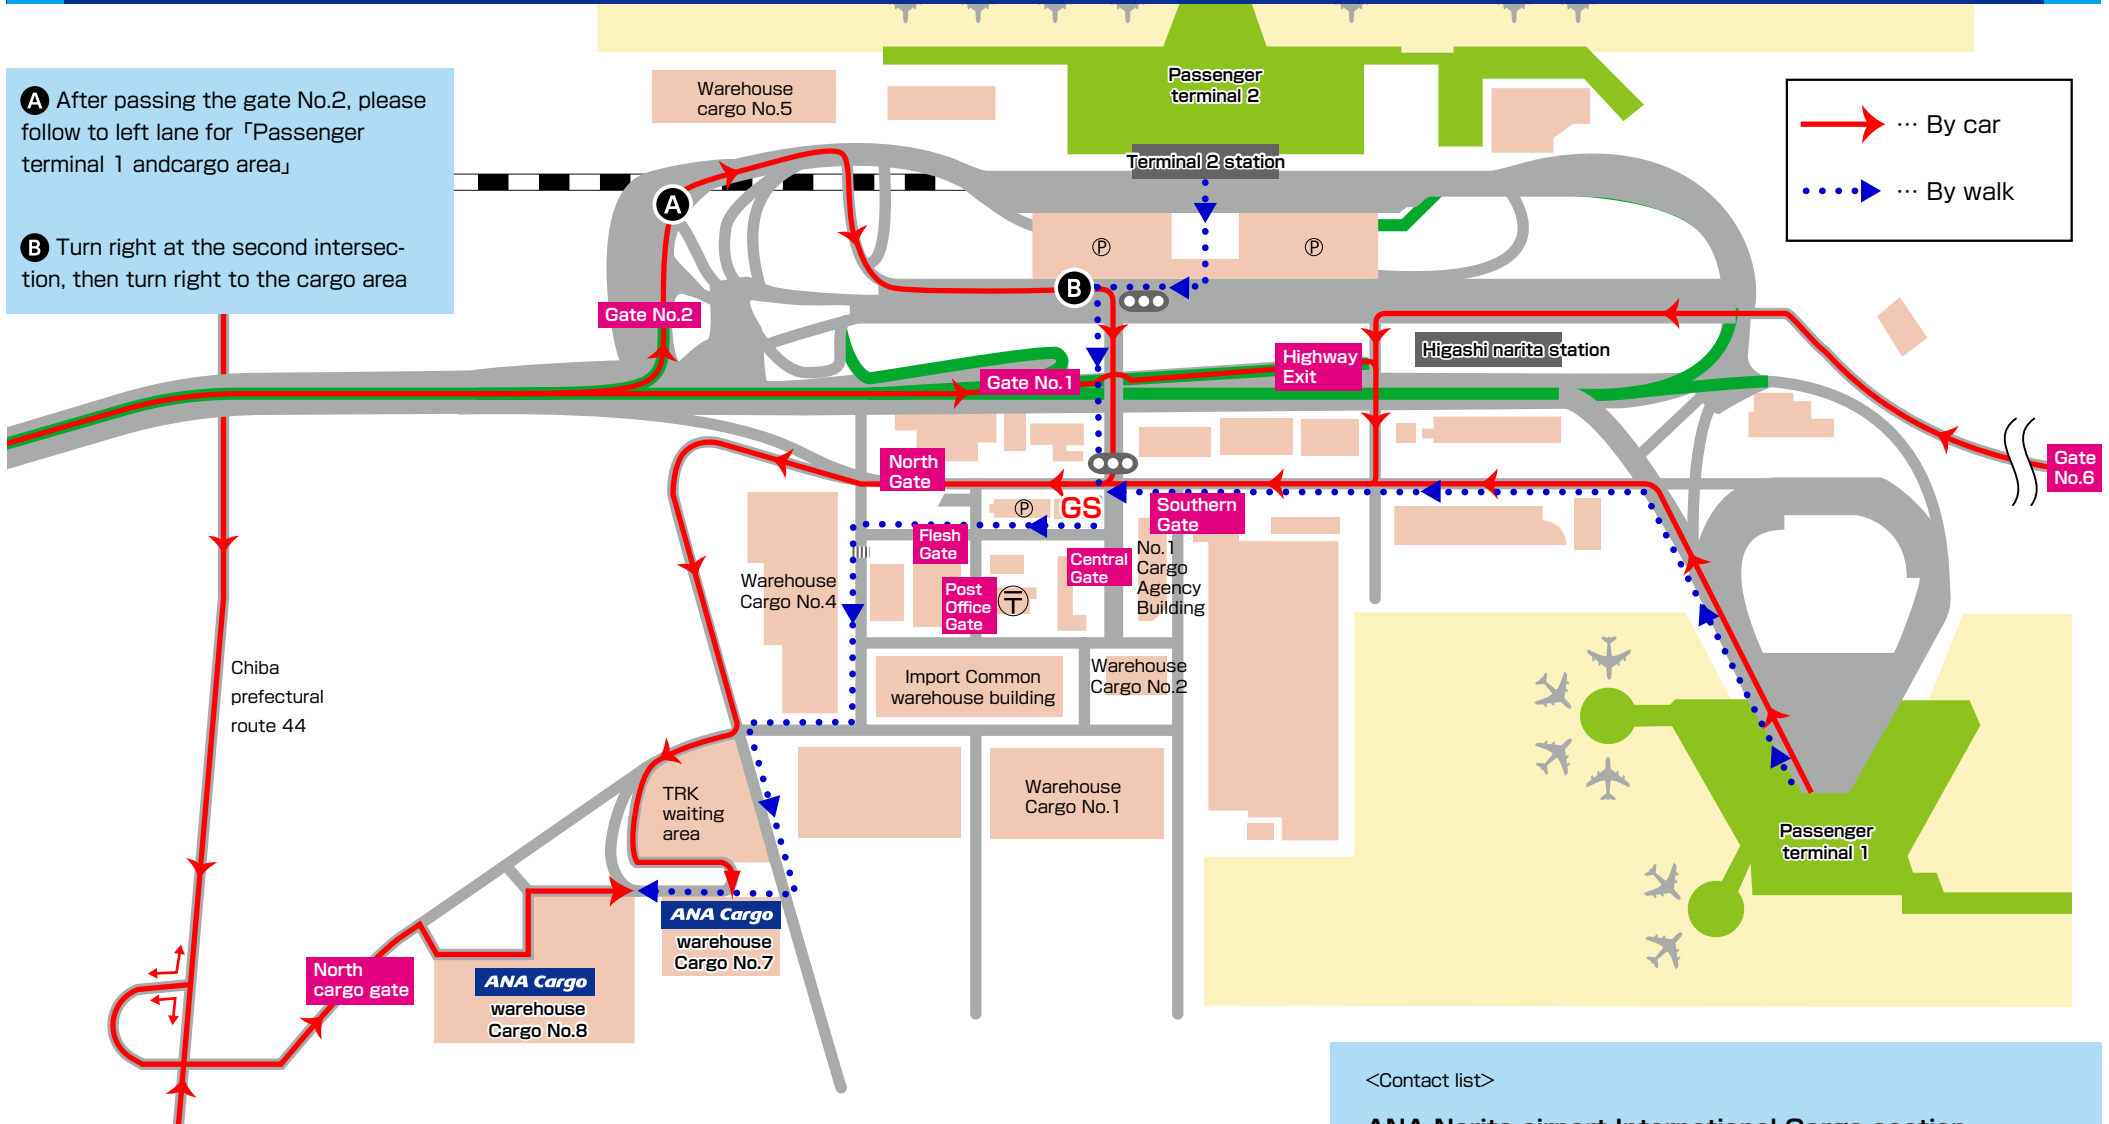 A After passing the gate No.2, please
follow to left lane for「Passenger
terminal 1 andcargo area」
B Turn right at the second intersec-
tion, then turn right to the cargo area
Warehouse
cargo No.5
Passenger
terminal 2
Terminal 2 station
… By car
… By walk
A
P
P
B
Gate No.2
Higashi narita station
Highway
Exit
Gate No.1
North
Gate
Gate
No.6
P
GS
Southern
Gate
Flesh
Gate
Central
Gate
No.1
Cargo
Agency
Building
Warehouse
Cargo No.4
Post
Office
Gate
〒
Chiba
prefectural
route 44
Import Common
warehouse building
Warehouse
Cargo No.2
TRK
waiting
area
Warehouse
Cargo No.1
Passenger
terminal 1
ANA Cargo
warehouse
Cargo No.7
North
cargo gate
ANA Cargo
warehouse
Cargo No.8
<Contact list>
ANA Narita airport International Cargo section